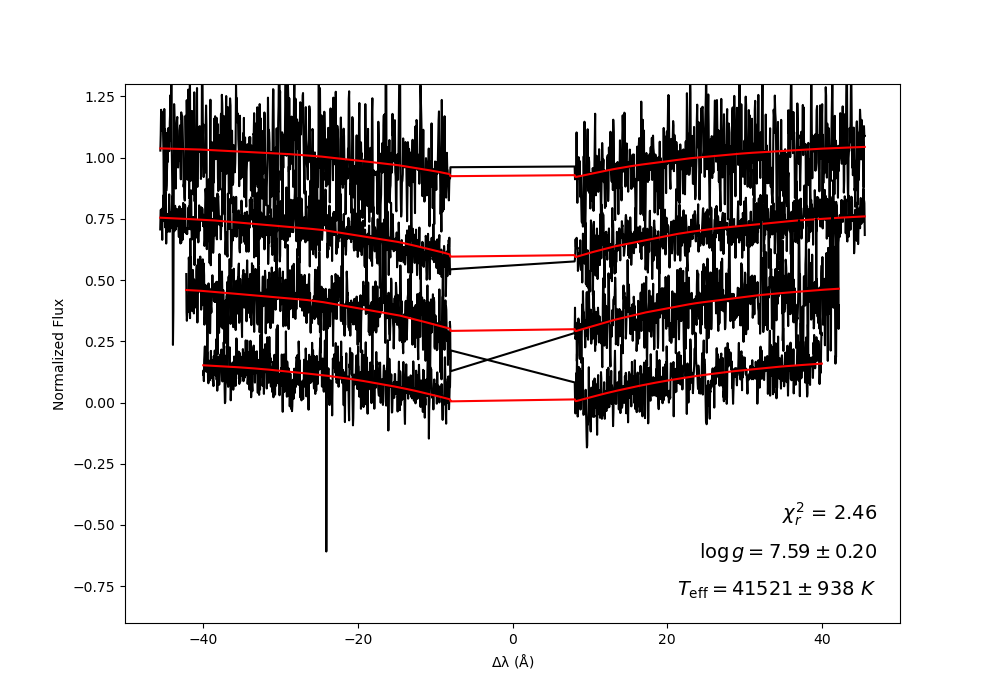 1.25
1.00
0.75
0.50
0.25
0.00
−0.25
−0.50
−0.75
Normalized Flux
χ²ᵣ = 2.46
log g = 7.59 ± 0.20
T_eff = 41521 ± 938 K
−40 −20 0 20 40
Δλ (Å)